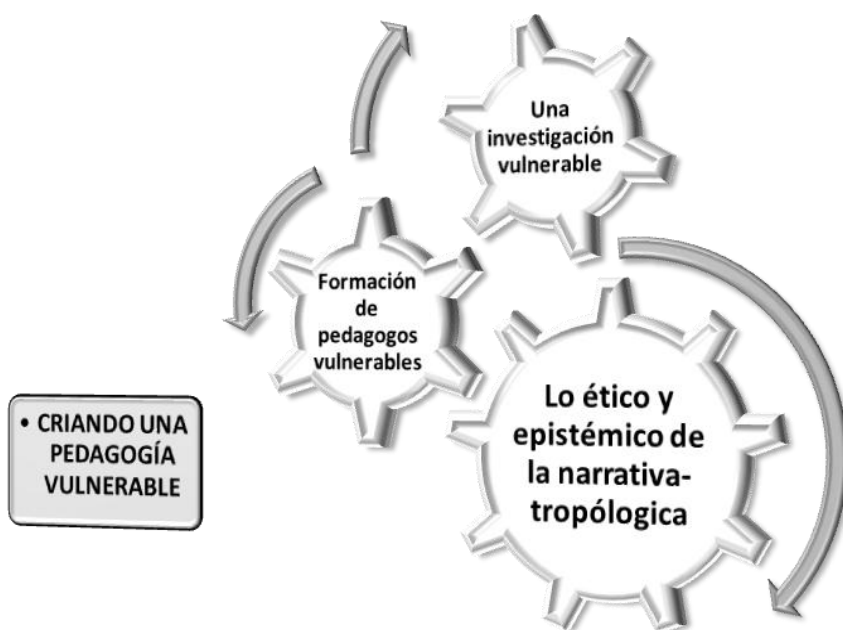 Una
investigación
vulnerable
Formación
de
pedagogos
vulnerables
Lo ético y
epistémico de
la narrativa-
tropólogica
• CRIANDO UNA
PEDAGOGÍA
VULNERABLE